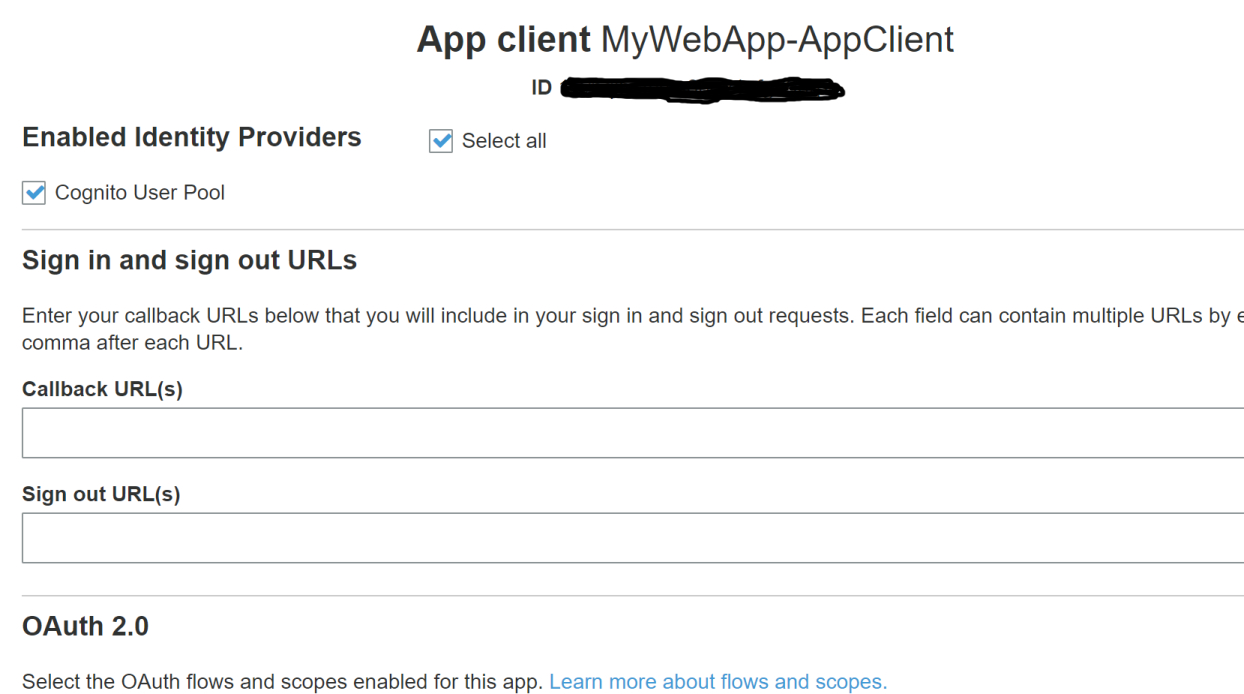 App client MyWebApp-AppClient
ID
Enabled Identity Providers
Select all
Cognito User Pool
Sign in and sign out URLs
Enter your callback URLs below that you will include in your sign in and sign out requests. Each field can contain multiple URLs by
comma after each URL.
Callback URL(s)
Sign out URL(s)
OAuth 2.0
Select the OAuth flows and scopes enabled for this app. Learn more about flows and scopes.